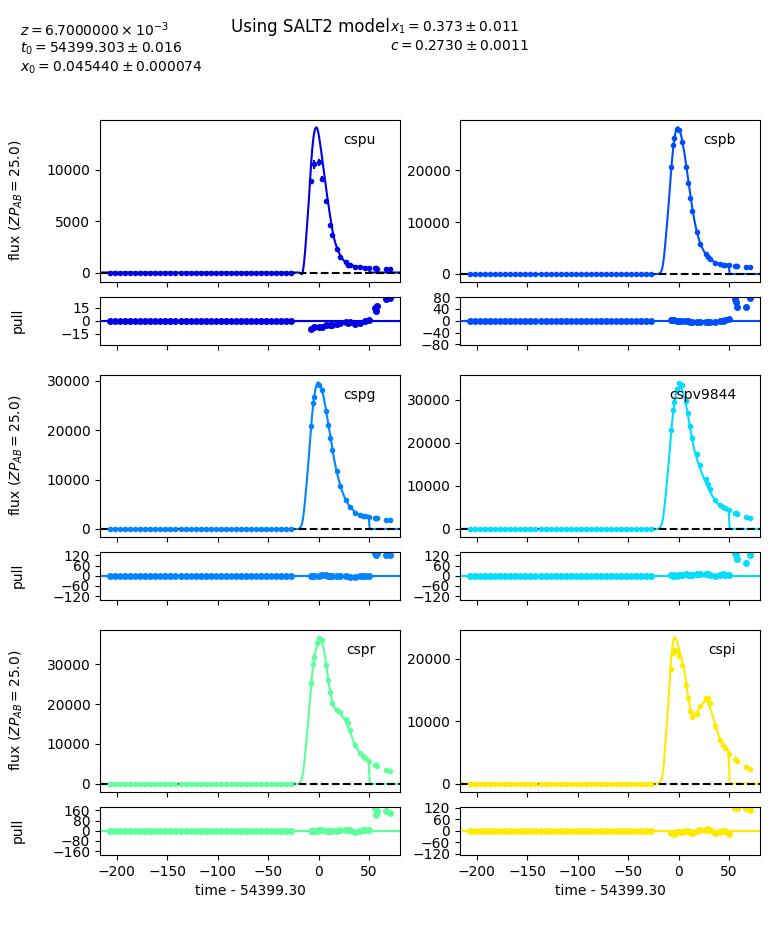 Using SALT2 model
z = 6.7000000 × 10⁻³
t₀ = 54399.303 ± 0.016
x₀ = 0.045440 ± 0.000074
x₁ = 0.373 ± 0.011
c = 0.2730 ± 0.0011
flux (ZP_AB = 25.0)
10000
5000
0
cspu
20000
10000
0
cspb
pull
15
0
−15
80
40
0
−40
−80
flux (ZP_AB = 25.0)
30000
20000
10000
0
cspg
30000
20000
10000
0
cspv9844
pull
120
60
0
−60
−120
120
60
0
−60
−120
flux (ZP_AB = 25.0)
30000
20000
10000
0
cspr
20000
10000
0
cspi
pull
160
80
0
−80
−160
120
60
0
−60
−120
−200 −150 −100 −50 0 50
−200 −150 −100 −50 0 50
time - 54399.30
time - 54399.30